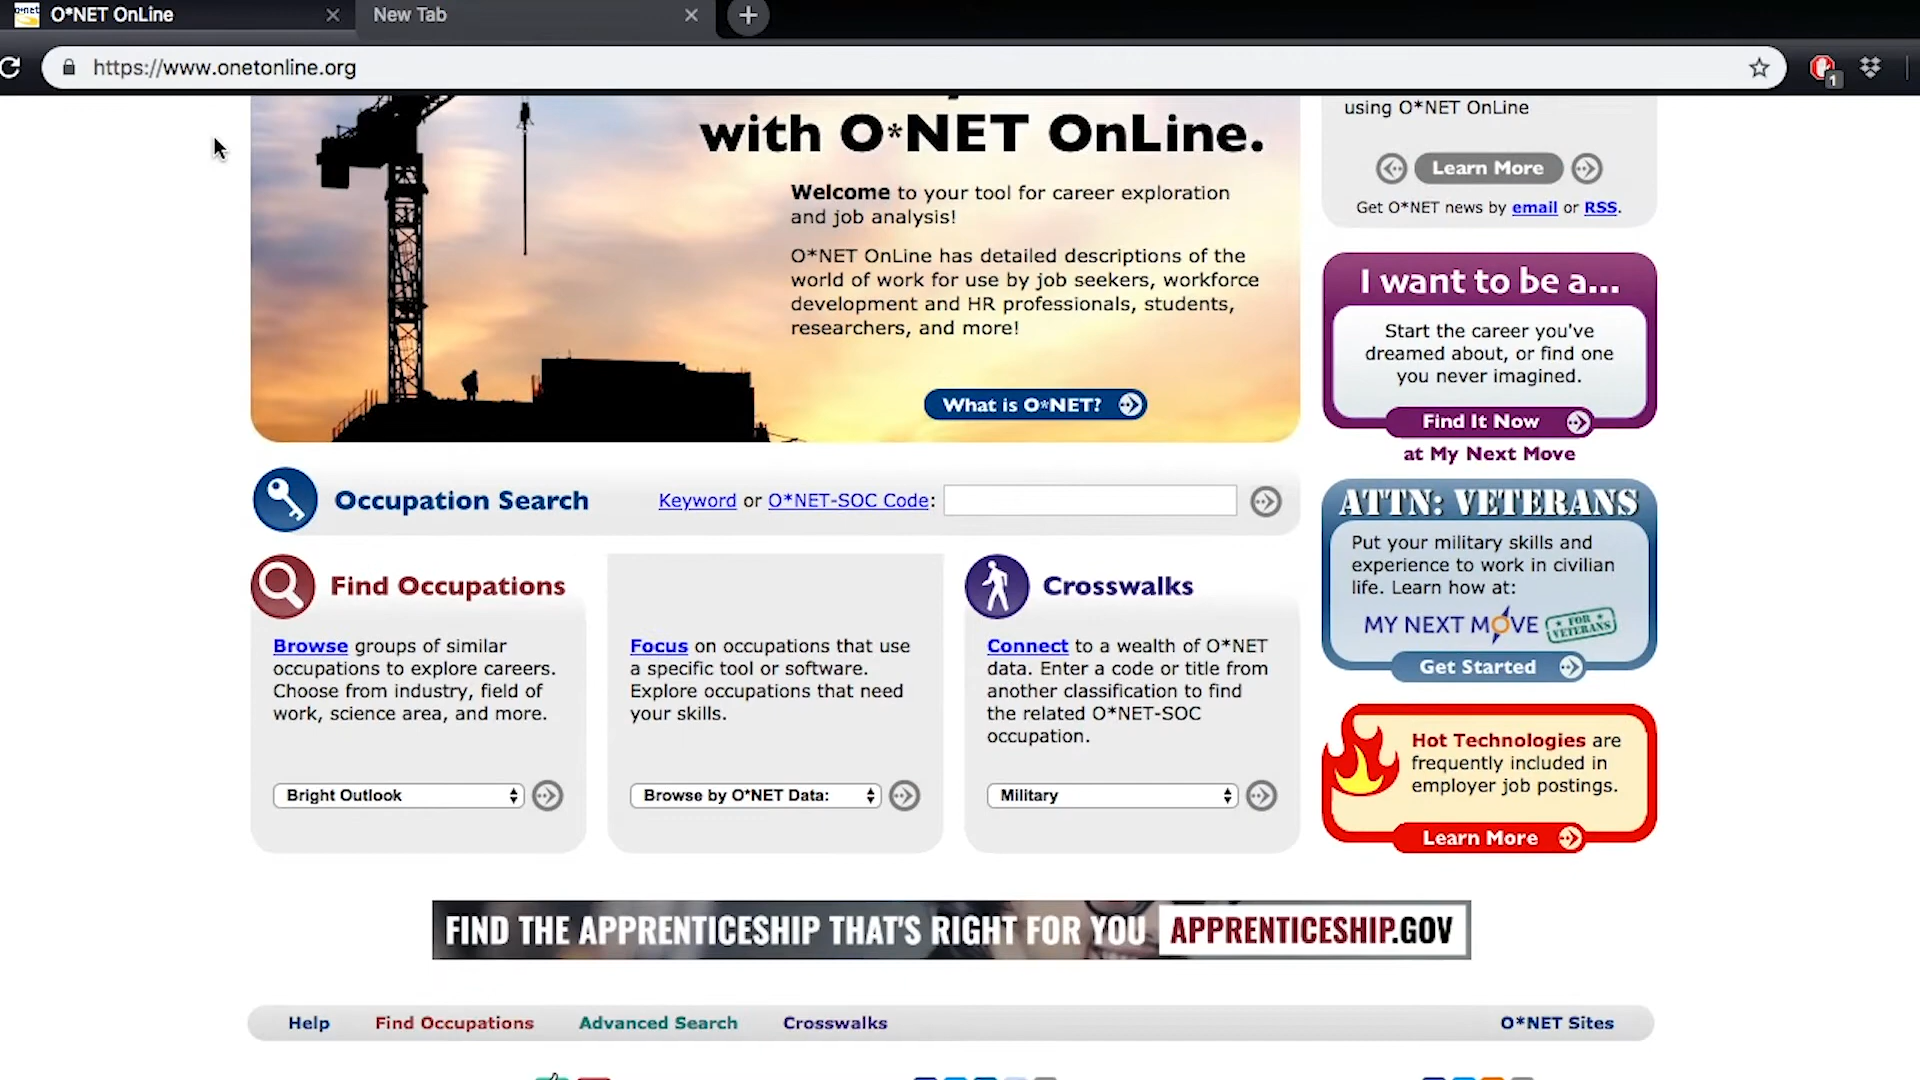 O*NET OnLine
New Tab
https://www.onetonline.org
1
with O*NET OnLine.
Welcome to your tool for career exploration
and job analysis!
O*NET OnLine has detailed descriptions of the
world of work for use by job seekers, workforce
development and HR professionals, students,
researchers, and more!
What is O*NET?
using O*NET OnLine
Learn More
Get O*NET news by email or RSS.
I want to be a...
Start the career you've
dreamed about, or find one
you never imagined.
Find It Now
at My Next Move
Occupation Search
Keyword or O*NET-SOC Code:
ATTN: VETERANS
Put your military skills and
experience to work in civilian
life. Learn how at:
MY NEXT MOVE
FOR
VETERANS
Get Started
Find Occupations
Browse groups of similar
occupations to explore careers.
Choose from industry, field of
work, science area, and more.
Bright Outlook
Focus on occupations that use
a specific tool or software.
Explore occupations that need
your skills.
Browse by O*NET Data:
Crosswalks
Connect to a wealth of O*NET
data. Enter a code or title from
another classification to find
the related O*NET-SOC
occupation.
Military
Hot Technologies are
frequently included in
employer job postings.
Learn More
FIND THE APPRENTICESHIP THAT'S RIGHT FOR YOU APPRENTICESHIP.GOV
Help Find Occupations Advanced Search Crosswalks O*NET Sites